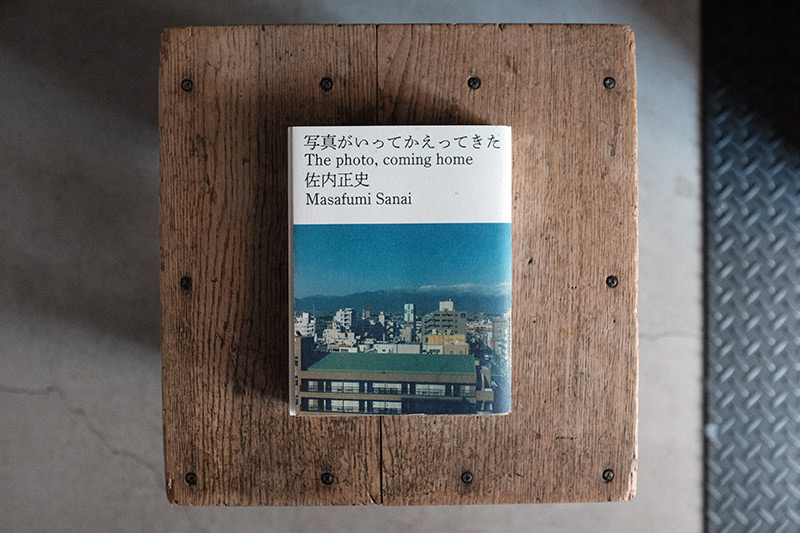 写真がいってかえってきた
The photo, coming home
佐内正史
Masafumi Sanai